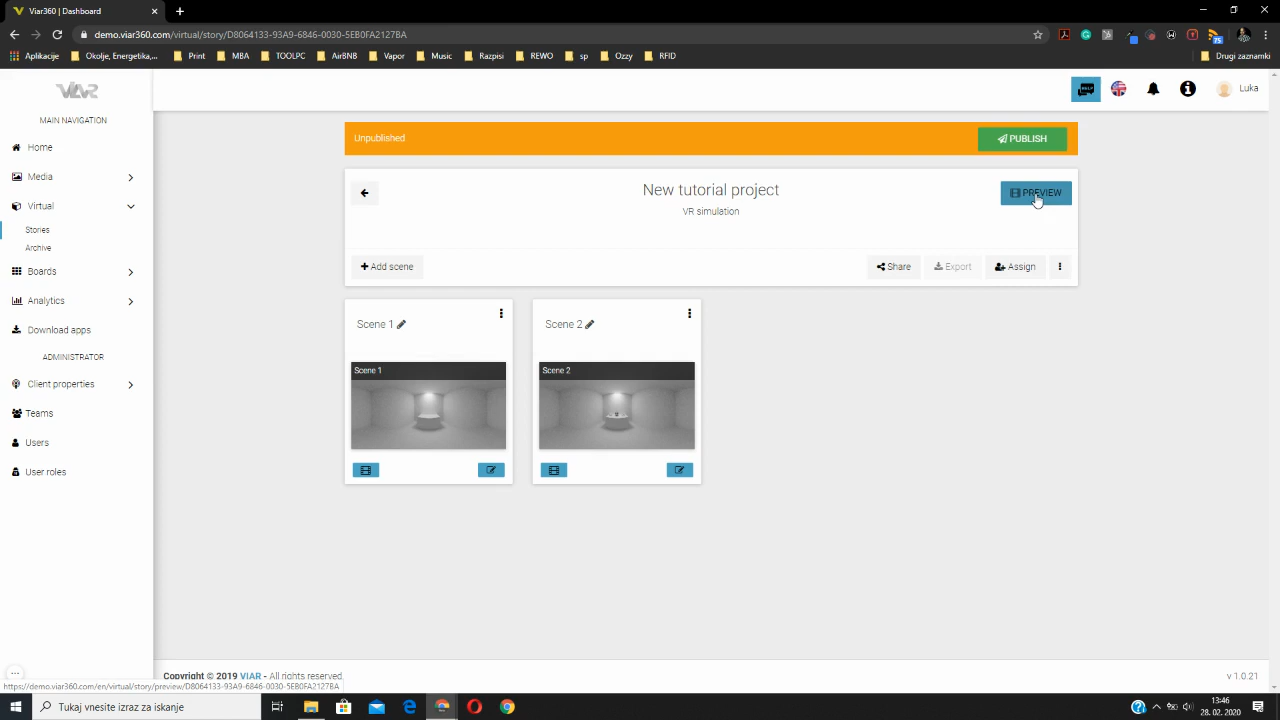 Viar360 | Dashboard
demo.viar360.com/virtual/story/D8064133-93A9-6846-0030-5EB0FA2127BA
Aplikacije
Okolje, Energetika,...
Print
MBA
TOOLPC
AirBNB
Vapor
Music
Razpisi
REWO
sp
Ozzy
RFID
Drugi zaznamki
VIAR
HELP
Luka
MAIN NAVIGATION
Home
Media
Virtual
Stories
Archive
Boards
Analytics
Download apps
ADMINISTRATOR
Client properties
Teams
Users
User roles
Unpublished
PUBLISH
New tutorial project
VR simulation
PREVIEW
+ Add scene
Share
Export
Assign
Scene 1
Scene 2
Scene 1
Scene 2
Copyright © 2019 VIAR - All rights reserved.
v 1.0.21
https://demo.viar360.com/en/virtual/story/preview/D8064133-93A9-6846-0030-5EB0FA2127BA
Tukaj vnesite izraz za iskanje
13:46
28. 02. 2020